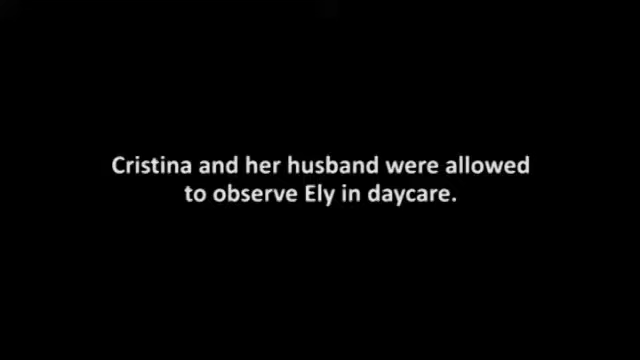 Cristina and her husband were allowed
to observe Ely in daycare.